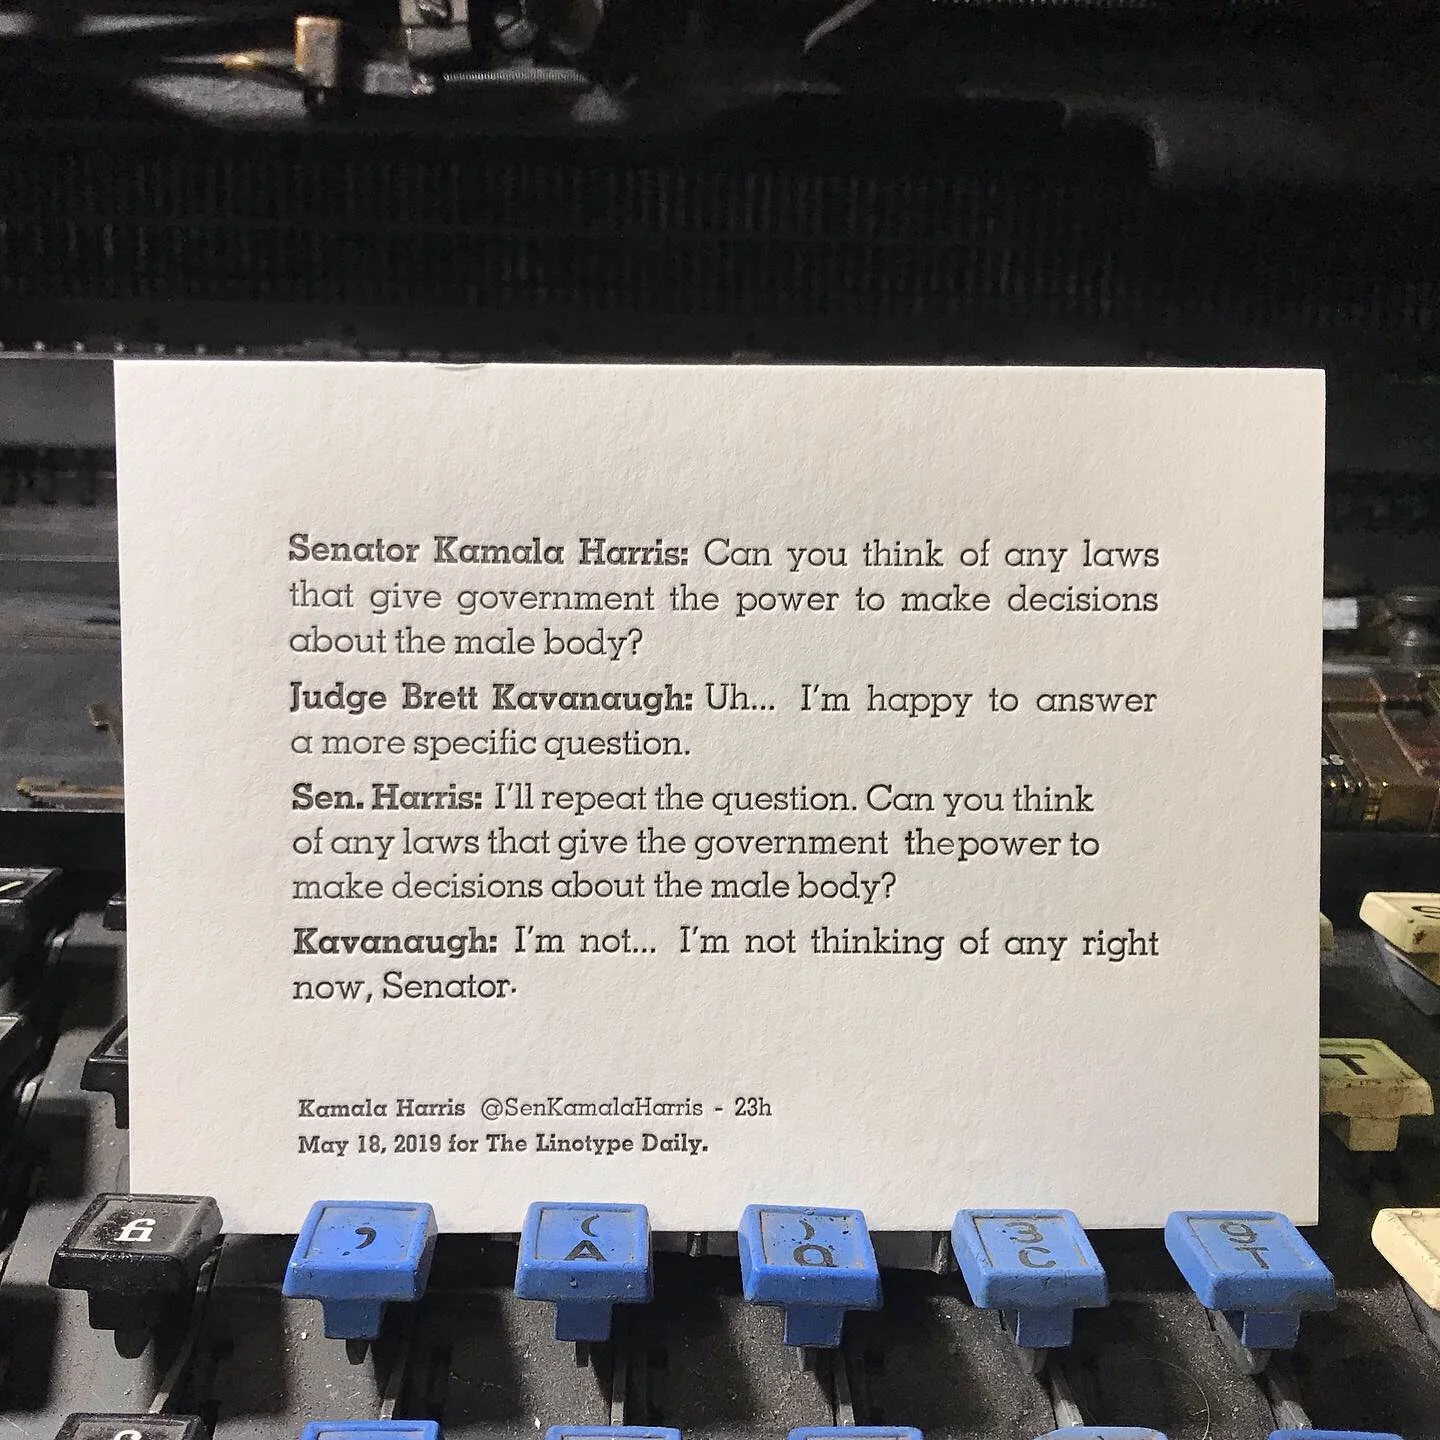 Senator Kamala Harris: Can you think of any laws
that give government the power to make decisions
about the male body?
Judge Brett Kavanaugh: Uh... I'm happy to answer
a more specific question.
Sen. Harris: I'll repeat the question. Can you think
of any laws that give the government thepower to
make decisions about the male body?
Kavanaugh: I'm not... I'm not thinking of any right
now, Senator.
Kamala Harris @SenKamalaHarris - 23h
May 18, 2019 for The Linotype Daily.
T
fi , ( ) 3 9
A Q C T